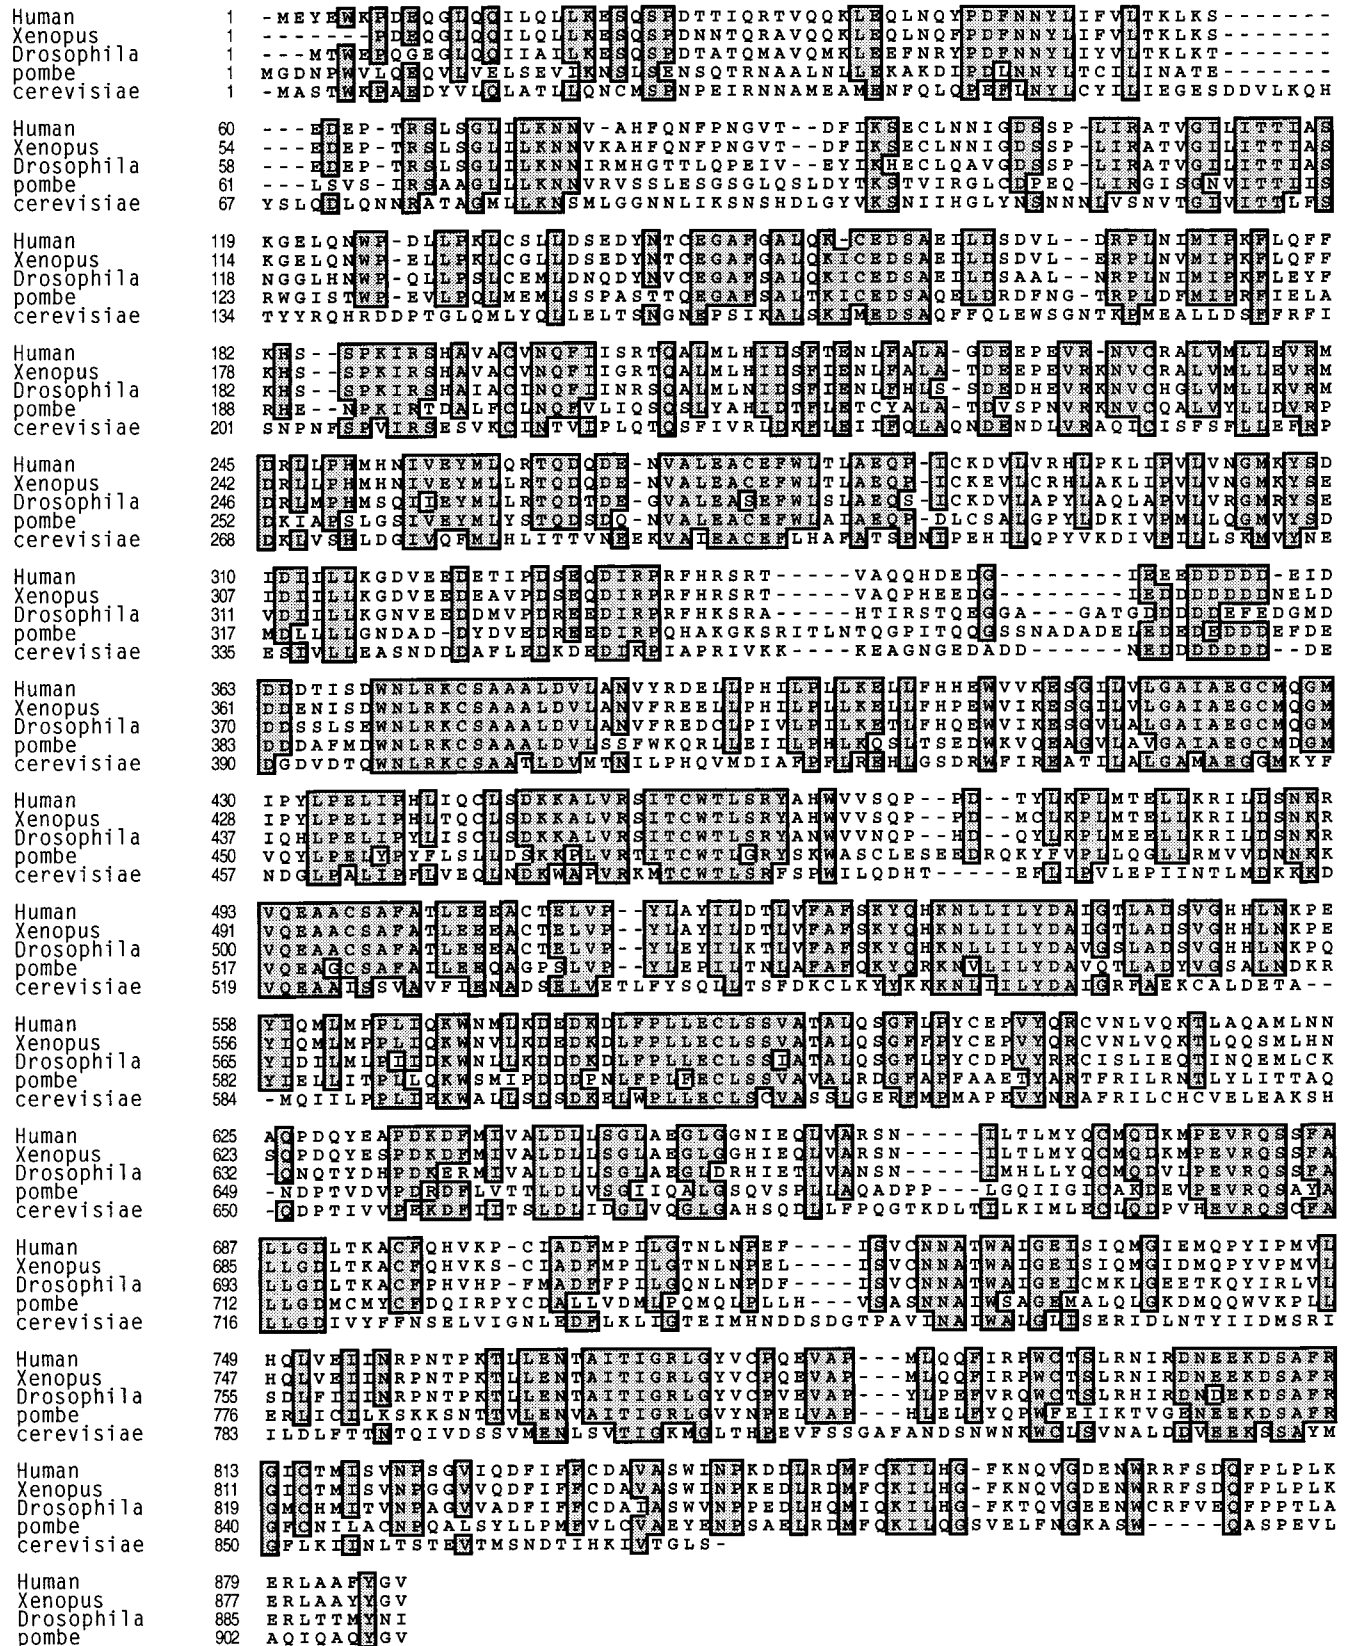 Human 1 -MEYEWKPDEQGLQQILQLLKESQSPDTTIQRTVQQKLEQLNQYPDFNNYLIFVLTKLKS-------
Xenopus 1 -------PDEQGLQQILQLLKESQSPDNNTQRAVQQKLEQLNQFPDFNNYLIFVLTKLKS-------
Drosophila 1 ---MTWEPQGEGLQQIIAILKESQSPDTATQMAVQMKLEEFNRYPDFNNYLIYVLTKLKT-------
pombe 1 MGDNPWVLQEQVLVELSEVIKNSLSENSQTRNAALNLLEKAKDIPDLNNYLTCILINATE-------
cerevisiae 1 -MASTWKPAEDYVLQLATLLQNCMSPNPEIRNNAMEAMENFQLQPEFLNYLCYILIEGESDDVLKQH
Human 60 ---EDEP-TRSLSGLILKNNV-AHFQNFPNGVT--DFIKSECLNNIGDSSP-LIRATVGILITTIAS
Xenopus 54 ---EDEP-TRSLSGLILKNNVKAHFQNFPNGVT--DFIKSECLNNIGDSSP-LIRATVGILITTIAS
Drosophila 58 ---EDEP-TRSLSGLILKNNIRMHGTTLQPEIV--EYIKHECLQAVGDSSP-LIRATVGILITTIAS
pombe 61 ---LSVS-IRSAAGLLLKNNVRVSSLESGSGLQSLDYTKSTVIRGLCDPEQ-LIRGISGNVITTIIS
cerevisiae 67 YSLQDLQNNRATAGMLLKNSMLGGNNLIKSNSHDLGYVKSNIIHGLYNSNNNLVSNVTGIVITTLFS
Human 119 KGELQNWP-DLLPKLCSLLDSEDYNTCEGAFGALQK-CEDSAEILDSDVL--DRPLNIMIPKFLQFF
Xenopus 114 KGELQNWP-ELLPKLCGLLDSEDYNTCEGAFGALQKICEDSAEILDSDVL--ERPLNVMIPKFLQFF
Drosophila 118 NGGLHNWP-QLLPSLCEMLDNQDYNVCEGAFSALQKICEDSAEILDSAAL--NRPLNIMIPKFLEYF
pombe 123 RWGISTWP-EVLPQLMEMLSSPASTTQEGAFSALTKICEDSAQELDRDFNG-TRPLDFMIPRFIELA
cerevisiae 134 TYYRQHRDDPTGLQMLYQLLELTSNGNEPSIKALSKIMEDSAQFFQLEWSGNTKPMEALLDSFFRFI
Human 182 KHS--SPKIRSHAVACVNQFIISRTQALMLHIDSFTENLFALA-GDEEPEVR-NVCRALVMLLEVRM
Xenopus 178 KHS--SPKIRSHAVACVNQFIIGRTQALMLHIDSFIENLFALA-TDEEPEVRKNVCRALVMLLEVRM
Drosophila 182 KHS--SPKIRSHAIACINQFIINRSQALMLNIDSFIENLFHLS-SDEDHEVRKNVCHGLVMLLKVRM
pombe 188 RHE--NPKIRTDALFCLNQFVLIQSQSLYAHIDTFLETCYALA-TDVSPNVRKNVCQALVYLLDVRP
cerevisiae 201 SNPNFSPVIRSESVKCINTVIPLQTQSFIVRLDKFLEIIFQLAQNDENDLVRAQICISFSFLLEFRP
Human 245 DRLLPHMHNIVEYMLQRTQDQDE-NVALEACEFWLTLAEQP-ICKDVLVRHLPKLIPVLVNGMKYSD
Xenopus 242 DRLLPHMHNIVEYMLLRTQDQDE-NVALEACEFWLTLAEQP-ICKEVLCRHLAKLIPVLVNGMKYSE
Drosophila 246 DRLMPHMSQIIEYMLLRTQDTDE-GVALEASEFWLSLAEQS-ICKDVLAPYLAQLAPVLVRGMRYSE
pombe 252 DKIAPSLGSIVEYMLYSTQDSDQ-NVALEACEFWLAIAEQP-DLCSALGPYLDKIVPMLLQGMVYSD
cerevisiae 268 DKLVSHLDGIVQFMLHLITTVNEEKVAIEACEFLHAFATSPNIPEHILQPYVKDIVPILLSKMVYNE
Human 310 IDIILLKGDVEEDETIPDSEQDIRPRFHRSRT-----VAQQHDEDG---------IEEEDDDDD-EID
Xenopus 307 IDIILLKGDVEEDEAVPDSEQDIRPRFHRSRT-----VAQPHEEDG---------IEDDDDDDDNELD
Drosophila 311 VDIILLKGNVEEDDMVPDREEDIRPRFHKSRA-----HTIRSTQEGGA---GATGDDDDDEFEDGMD
pombe 317 MDLLLLGNDAD-DYDVEDREEDIRPQHAKGKSRITLNTQGPITQQGSSNADADELEDEDEDDDEFDE
cerevisiae 335 ESIVLLEASNDDDAFLEDKDEDIKPIAPRIVKK----KEAGNGEDADD------NEDDDDDDD--DE
Human 363 DDDTISDWNLRKCSAAALDVLANVYRDELLPHILPLLKELLFHHEWVVKESGILVLGAIAEGCMQGM
Xenopus 361 DDENISDWNLRKCSAAALDVLANVFREELLPHILPLLKELLFHPEWVIKESGILVLGAIAEGCMQGM
Drosophila 370 DDSSLSEWNLRKCSAAALDVLANVFREDCLPIVLPILKETLFHQEWVIKESGVLALGAIAEGCMQGM
pombe 383 DDDAFMDWNLRKCSAAALDVLSSFWKQRLLEIILPHLKQSLTSEDWKVQEAGVLAVGAIAEGCMDGM
cerevisiae 390 DGDVDTQWNLRKCSAATLDVMTNILPHQVMDIAFPFLREHLGSDRWFIREATILALGAMAEGGMKYF
Human 430 IPYLPELIPHLIQCLSDKKALVRSITCWTLSRYAHWVVSQP--PD--TYLKPLMTELLKRILDSNKR
Xenopus 428 IPYLPELIPHLTQCLSDKKALVRSITCWTLSRYAHWVVSQP--PD--MCLKPLMTELLKRILDSNKR
Drosophila 437 IQHLPELIPYLISCLSDKKALVRSITCWTLSRYANWVVNQP--HD--QYLKPLMEELLKRILDSNKR
pombe 450 VQYLPELYPYFLSLLDSKKPLVRTITCWTLGRYSKWASCLESEEDRQKYFVPLLQGLLRMVVDNNKK
cerevisiae 457 NDGLPALIPFLVEQLNDKWAPVRKMTCWTLSRFSPWILQDHT-----EFLIPVLEPIINTLMDKKKD
Human 493 VQEAACSAFATLEEEACTELVP--YLAYILDTLVFAFSKYQHKNLLILYDAIGTLADSVGHHLNKPE
Xenopus 491 VQEAACSAFATLEEEACTELVP--YLAYILDTLVFAFSKYQHKNLLILYDAIGTLADSVGHHLNKPE
Drosophila 500 VQEAACSAFATLEEEACTELVP--YLEYILKTLVFAFSKYQHKNLLILYDAVGSLADSVGHHLNKPQ
pombe 517 VQEAGCSAFAILEEQAGPSLVP--YLEPILTNLAFAFQKYQRKNVLILYDAVQTLADYVGSALNDKR
cerevisiae 519 VQEAAISSVAVFIENADSELVETLFYSQLLTSFDKCLKYYKKKNLIILYDAIGRFAEKCALDETA--
Human 558 YIQMLMPPLIQKWNMLKDEDKDLFPLLECLSSVATALQSGFLPYCEPVYQRCVNLVQKTLAQAMLNN
Xenopus 556 YIQMLMPPLIQKWNVLKDEDKDLFPLLECLSSVATALQSGFFPYCEPVYQRCVNLVQKTLQQSMLHN
Drosophila 565 YIDILMPPLIDKWNLLKDDDKDLFPLLECLSSIATALQSGFLPYCDPVYRRCISLIEQTINQEMLCK
pombe 582 YIELLITPLLQKWSMIPDDDPNLFPLFECLSSVAVALRDGFAPFAAETYARTFRILRNTLYLITTAQ
cerevisiae 584 -MQIILPPLIEKWALLSDSDKELWPLLECLSCVASSLGERFMPMAPEVYNRAFRILCHCVELEAKSH
Human 625 AQPDQYEAPDKDFMIVALDLLSGLAEGLGGNIEQLVARSN-----ILTLMYQCMQDKMPEVRQSSFA
Xenopus 623 SQPDQYESPDKDFMIVALDLLSGLAEGLGGHIEQLVARSN-----ILTLMYQCMQDKMPEVRQSSFA
Drosophila 632 -QNQTYDHPDKERMIVALDLLSGLAEGLDRHIETLVANSN-----IMHLLYQCMQDVLPEVRQSSFA
pombe 649 -NDPTVDVPDRDFLVTTLDLVSGIIQALGSQVSPLLAQADPP---LGQIIGICAKDEVPEVRQSAYA
cerevisiae 650 -QDPTIVVPEKDFIITSLDLIDGLVQGLGAHSQDLLFPQGTKDLTILKIMLECLQDPVHEVRQSCFA
Human 687 LLGDLTKACFQHVKP-CIADFMPILGTNLNPEF----ISVCNNATWAIGEISIQMGIEMQPYIPMVL
Xenopus 685 LLGDLTKACFQHVKS-CIADFMPILGTNLNPEL----ISVCNNATWAIGEISIQMGIDMQPYVPMVL
Drosophila 693 LLGDLTKACFPHVHP-FMADFFPILGQNLNPDF----ISVCNNATWAIGEICMKLGEETKQYIRLVL
pombe 712 LLGDMCMYCFDQIRPYCDALLVDMLPQMQLPLLH---VSASNNAIWSAGEMALQLGKDMQQWVKPLL
cerevisiae 716 LLGDIVYFFNSELVIGNLEDFLKLIGTEIMHNDDSDGTPAVINAIWALGLISERIDLNTYIIDMSRI
Human 749 HQLVEIINRPNTPKTLLENTAITIGRLGYVCPQEVAP---MLQQFIRPWCTSLRNIRDNEEKDSAFR
Xenopus 747 HQLVEIINRPNTPKTLLENTAITIGRLGYVCPQEVAP---MLQQFIRPWCTSLRNIRDNEEKDSAFR
Drosophila 755 SDLFIIINRPNTPKTLLENTAITIGRLGYVCPVEVAP---YLPEFVRQWCTSLRHIRDNDEKDSAFR
pombe 776 ERLICILKSKKSNTTVLENVAITIGRLGVYNPELVAP---HLELFYQPWFEIIKTVGENEEKDSAFR
cerevisiae 783 ILDLFTTNTQIVDSSVMENLSVTIGKMGLTHPEVFSSGAFANDSNWNKWCLSVNALDDVEEKSSAYM
Human 813 GICTMISVNPSGVIQDFIFFCDAVASWINPKDDLRDMFCKILHG-FKNQVGDENWRRFSDQFPLPLK
Xenopus 811 GICTMISVNPGGVVQDFIFFCDAVASWINPKDDLRDMFCKILHG-FKNQVGDENWRRFSDQFPLPLK
Drosophila 819 GMCHMITVNPAGVVADFIFFCDAIASWVNPPEDLHQMIQKILHG-FKTQVGEENWCRFVEQFPPTLA
pombe 840 GFCNILACNPQALSYLLPMFVLCVAEYENPSAELRDMFQKILQGSVELFNGKASW-----QASPEVL
cerevisiae 850 GFLKIINLTSTEVTMSNDTIHKIVTGLS-
Human 879 ERLAAFYGV
Xenopus 877 ERLAAYYGV
Drosophila 885 ERLTTMYNI
pombe 902 AQIQAQYGV